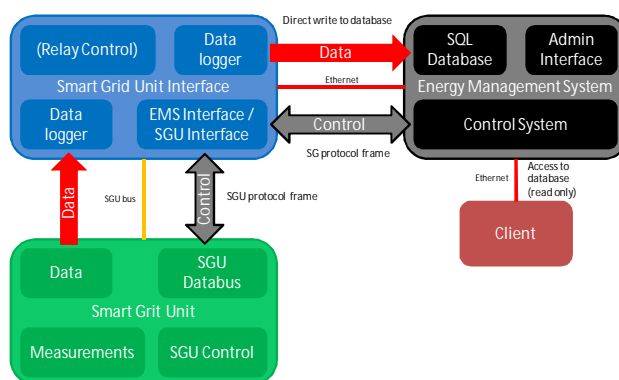 Direct write to database
(Relay Control)
Data
logger
Data
SQL
Database
Admin
Interface
Smart Grid Unit Interface
Ethernet
Energy Management System
Data
logger
EMS Interface /
SGU Interface
Control
Control System
SG protocol frame
Data
SGU bus
Control
SGU protocol frame
Ethernet
Access to
database
(read only)
Client
Data
SGU
Databus
Smart Grit Unit
Measurements
SGU Control